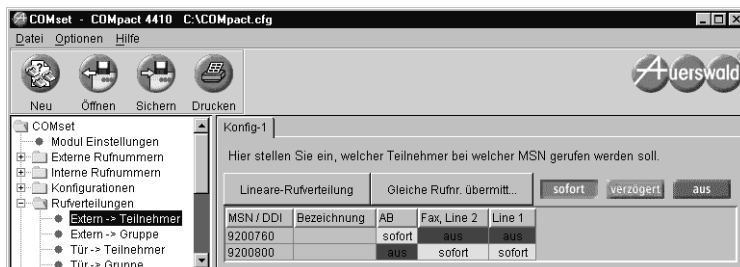 COMset - COMpact 4410 C:\COMpact.cfg
Datei Optionen Hilfe
Neu Öffnen Sichern Drucken
Auerswald
COMset
Modul Einstellungen
Externe Rufnummern
Interne Rufnummern
Konfigurationen
Rufverteilungen
Extern -> Teilnehmer
Extern -> Gruppe
Tür -> Teilnehmer
Tür -> Gruppe
Konfig-1
Hier stellen Sie ein, welcher Teilnehmer bei welcher MSN gerufen werden soll.
Lineare-Rufverteilung Gleiche Rufnr. übermitt... sofort verzögert aus
MSN / DDI Bezeichnung AB Fax, Line 2 Line 1
9200760 sofort aus aus
9200800 aus sofort sofort